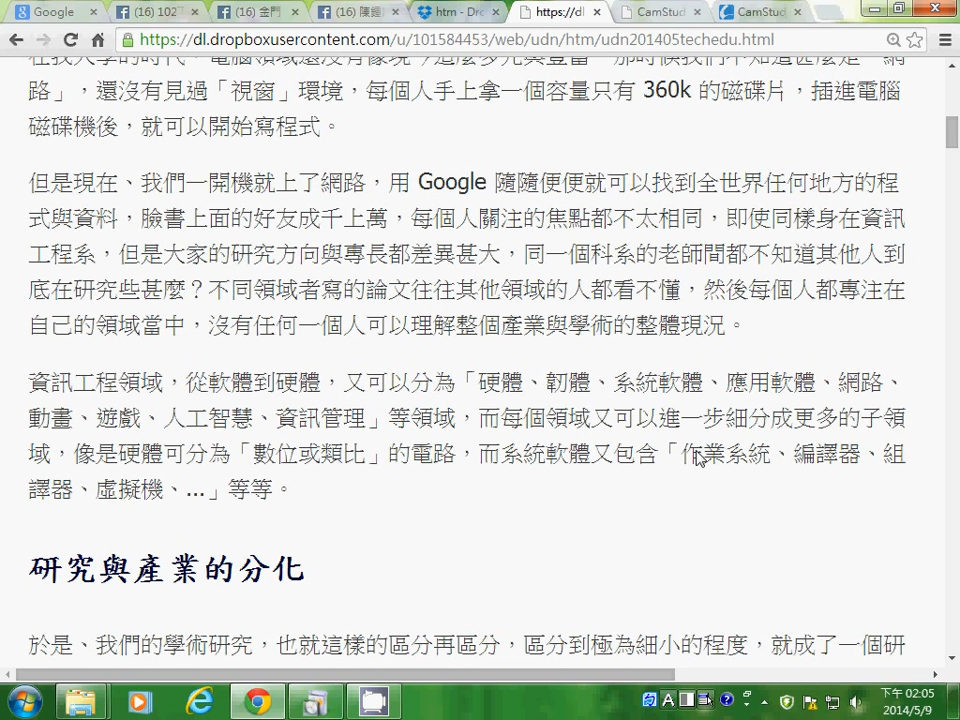 Google
(16) 1027
(16) 金門
(16) 陳鍾
htm - Dro
https://dl
CamStud
CamStud
https://dl.dropboxusercontent.com/u/101584453/web/udn/htm/udn201405techedu.html
路」，還沒有見過「視窗」環境，每個人手上拿一個容量只有 360k 的磁碟片，插進電腦
磁碟機後，就可以開始寫程式。
但是現在、我們一開機就上了網路，用 Google 隨隨便便就可以找到全世界任何地方的程
式與資料，臉書上面的好友成千上萬，每個人關注的焦點都不太相同，即使同樣身在資訊
工程系，但是大家的研究方向與專長都差異甚大，同一個科系的老師間都不知道其他人到
底在研究些甚麼？不同領域者寫的論文往往其他領域的人都看不懂，然後每個人都專注在
自己的領域當中，沒有任何一個人可以理解整個產業與學術的整體現況。
資訊工程領域，從軟體到硬體，又可以分為「硬體、韌體、系統軟體、應用軟體、網路、
動畫、遊戲、人工智慧、資訊管理」等領域，而每個領域又可以進一步細分成更多的子領
域，像是硬體可分為「數位或類比」的電路，而系統軟體又包含「作業系統、編譯器、組
譯器、虛擬機、...」等等。
研究與產業的分化
於是、我們的學術研究，也就這樣的區分再區分，區分到極為細小的程度，就成了一個研
下午 02:05
2014/5/9